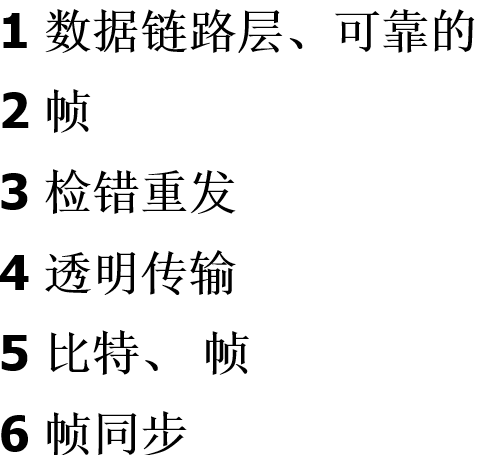 1 数据链路层、可靠的
2 帧
3 检错重发
4 透明传输
5 比特、 帧
6 帧同步